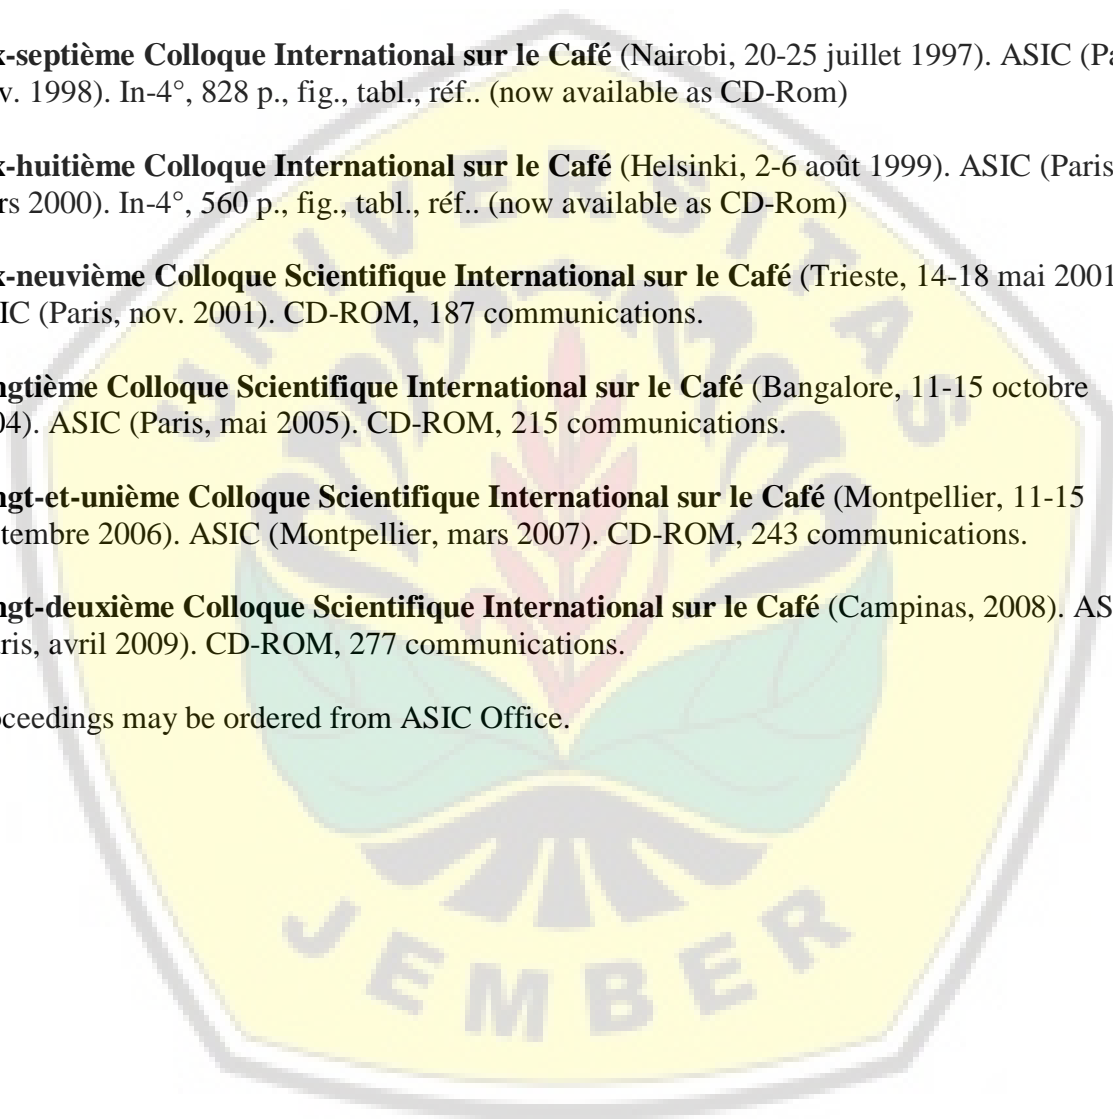 x-septième Colloque International sur le Café (Nairobi, 20-25 juillet 1997). ASIC (Pa
v. 1998). In-4°, 828 p., fig., tabl., réf.. (now available as CD-Rom)
x-huitième Colloque International sur le Café (Helsinki, 2-6 août 1999). ASIC (Paris
rs 2000). In-4°, 560 p., fig., tabl., réf.. (now available as CD-Rom)
x-neuvième Colloque Scientifique International sur le Café (Trieste, 14-18 mai 2001
IC (Paris, nov. 2001). CD-ROM, 187 communications.
ngtième Colloque Scientifique International sur le Café (Bangalore, 11-15 octobre
04). ASIC (Paris, mai 2005). CD-ROM, 215 communications.
ngt-et-unième Colloque Scientifique International sur le Café (Montpellier, 11-15
tembre 2006). ASIC (Montpellier, mars 2007). CD-ROM, 243 communications.
ngt-deuxième Colloque Scientifique International sur le Café (Campinas, 2008). AS
ris, avril 2009). CD-ROM, 277 communications.
oceedings may be ordered from ASIC Office.
UNIVERSITAS
JEMBER